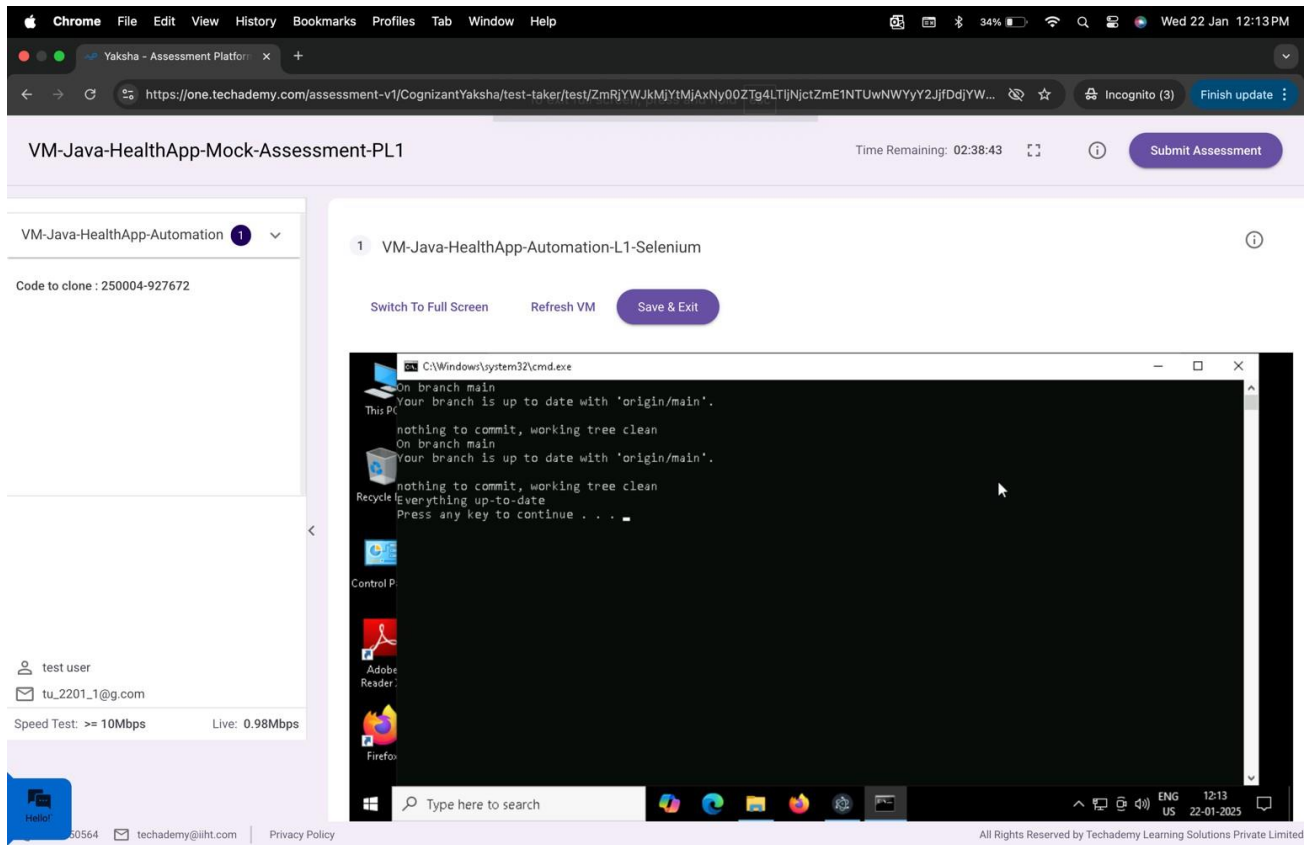 Chrome File Edit View History Bookmarks Profiles Tab Window Help 34% Wed 22 Jan 12:13 PM
Yaksha - Assessment Platform
https://one.techademy.com/assessment-v1/CognizantYaksha/test-taker/test/ZmRjYWJkMjYtMjAxNy00ZTg4LTljNjctZmE1NTUwNWYyY2JjfDdjYW... Incognito (3) Finish update
VM-Java-HealthApp-Mock-Assessment-PL1 Time Remaining: 02:38:43 Submit Assessment
VM-Java-HealthApp-Automation 1
Code to clone : 250004-927672
1 VM-Java-HealthApp-Automation-L1-Selenium
Switch To Full Screen Refresh VM Save & Exit
C:\Windows\system32\cmd.exe
On branch main
Your branch is up to date with 'origin/main'.
nothing to commit, working tree clean
On branch main
Your branch is up to date with 'origin/main'.
nothing to commit, working tree clean
Everything up-to-date
Press any key to continue . . .
This PC
Recycle
Control P
Adobe
Reader
Firefox
test user
tu_2201_1@g.com
Speed Test: >= 10Mbps Live: 0.98Mbps
Hello!
Type here to search
ENG
US
12:13
22-01-2025
50564 techademy@iiht.com Privacy Policy All Rights Reserved by Techademy Learning Solutions Private Limited